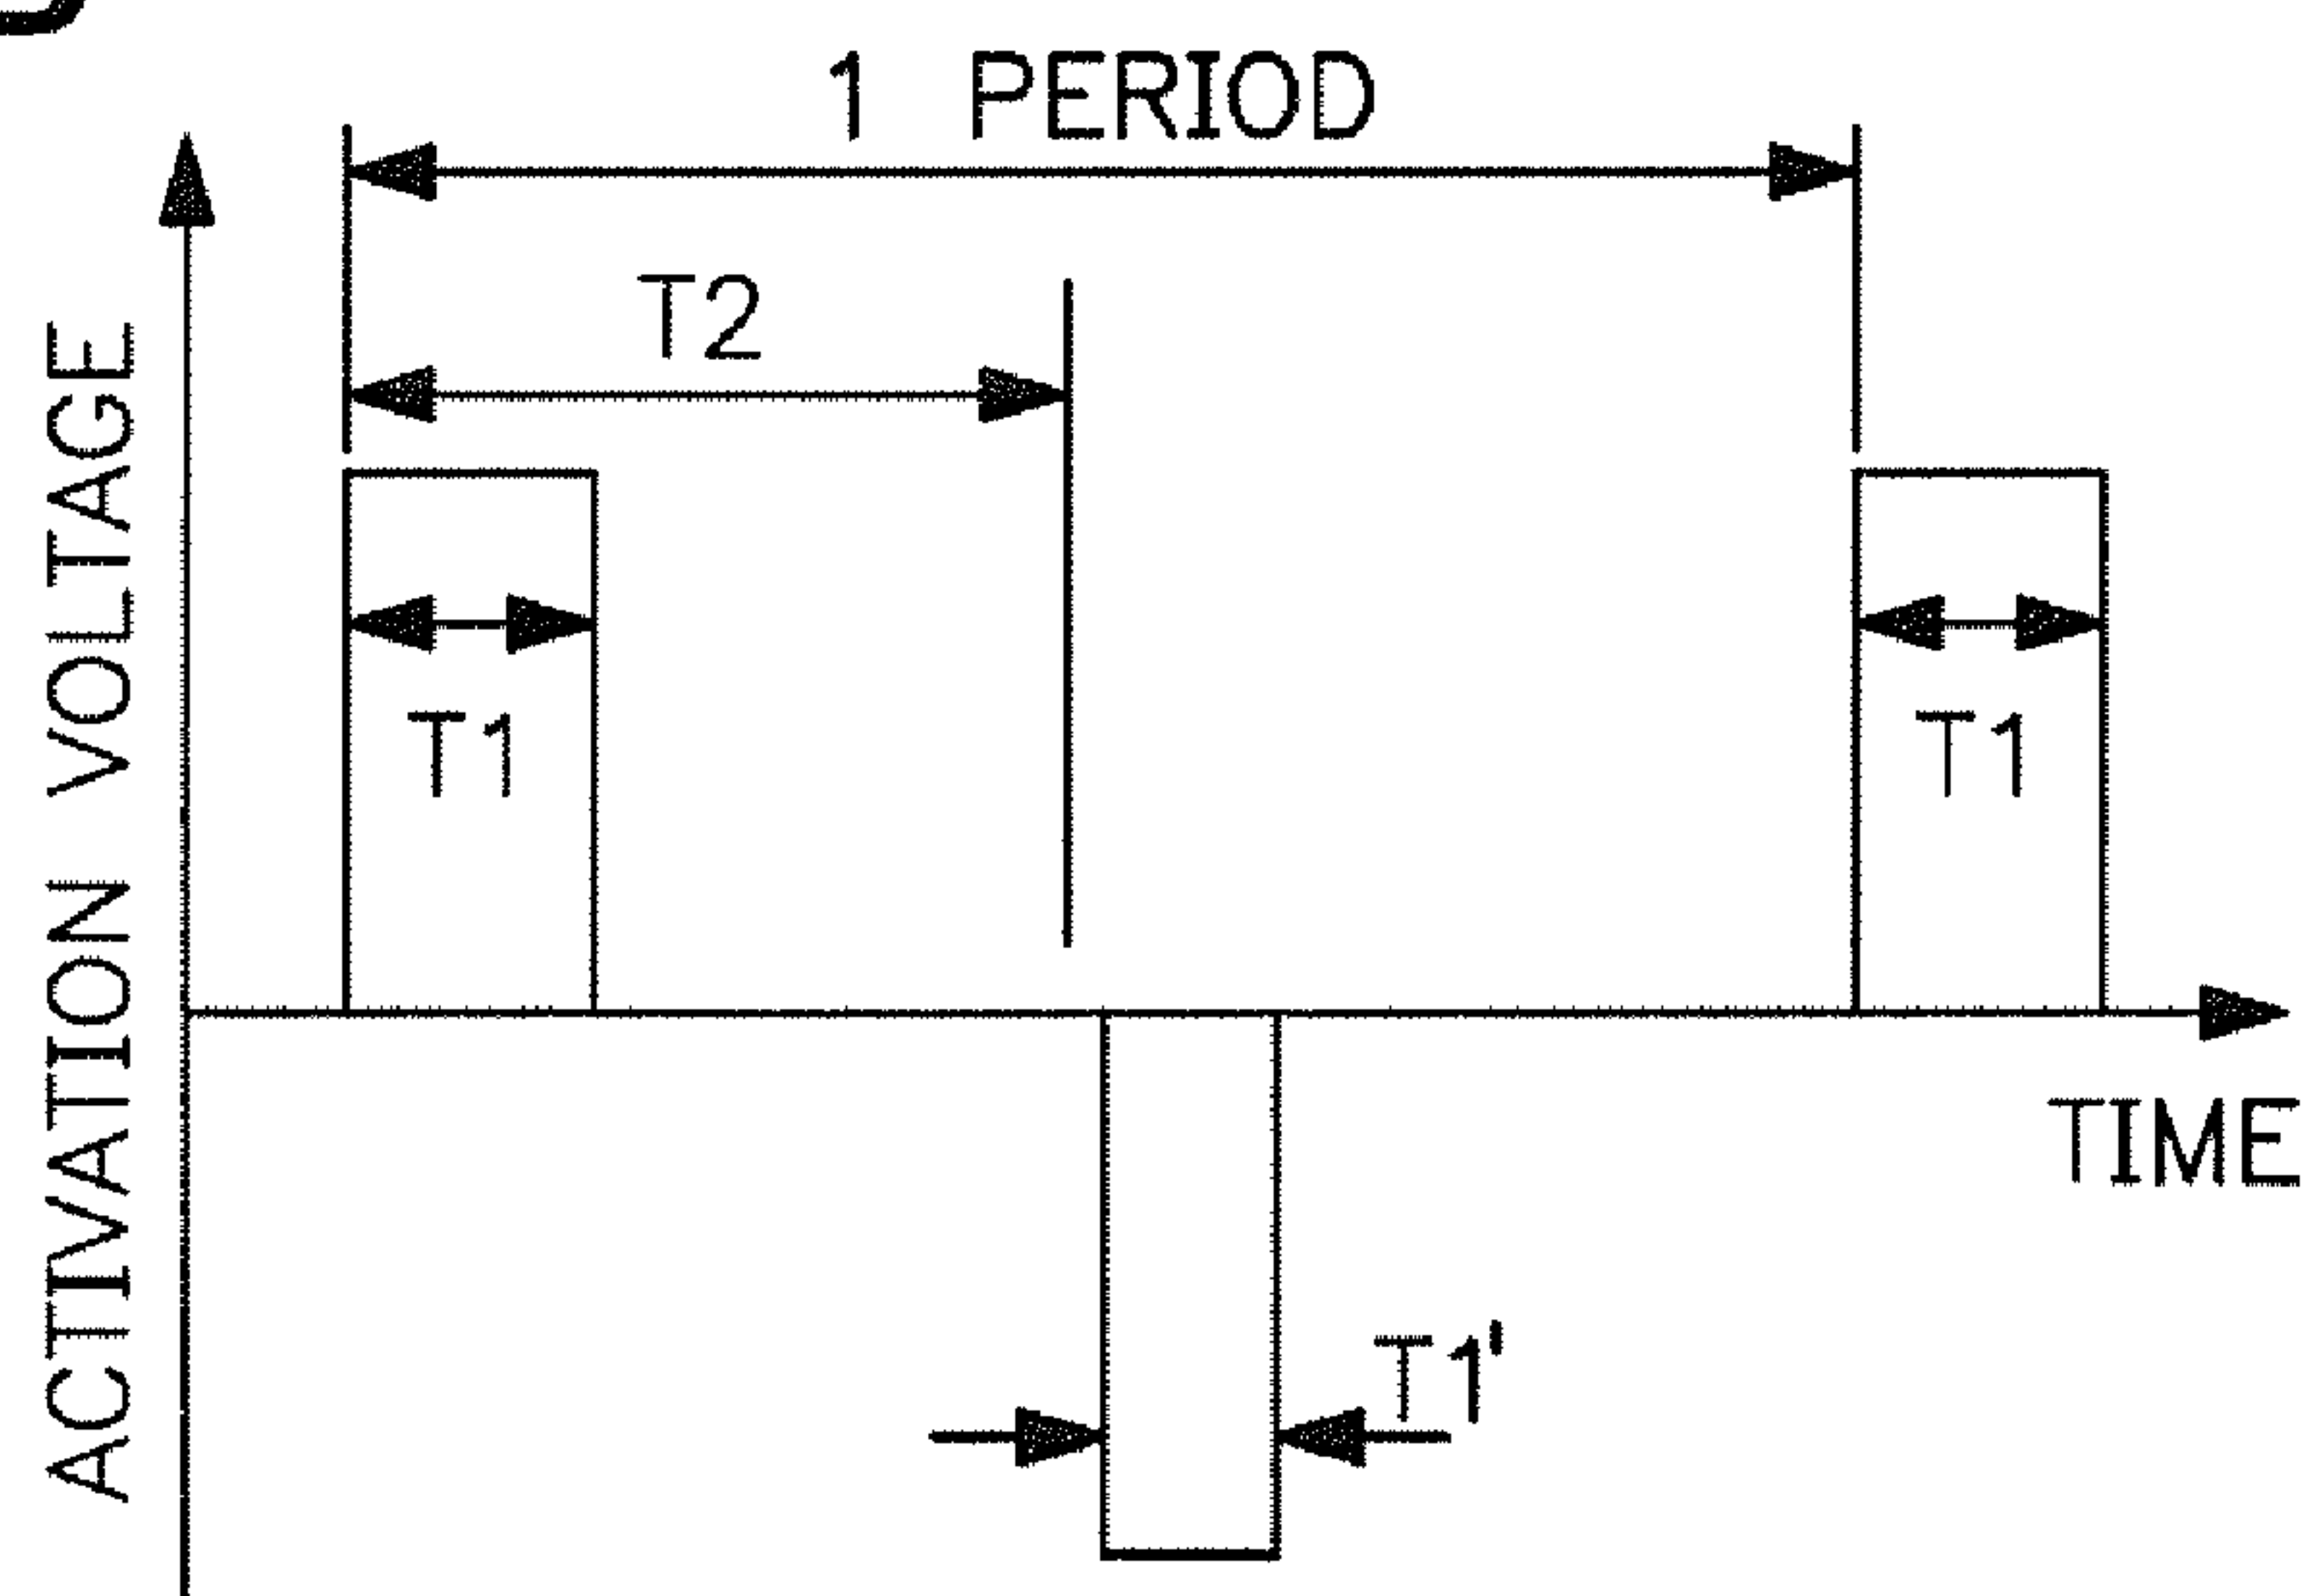 1 PERIOD
T2
ACTIVATION VOLTAGE
T1
T1
TIME
T1'